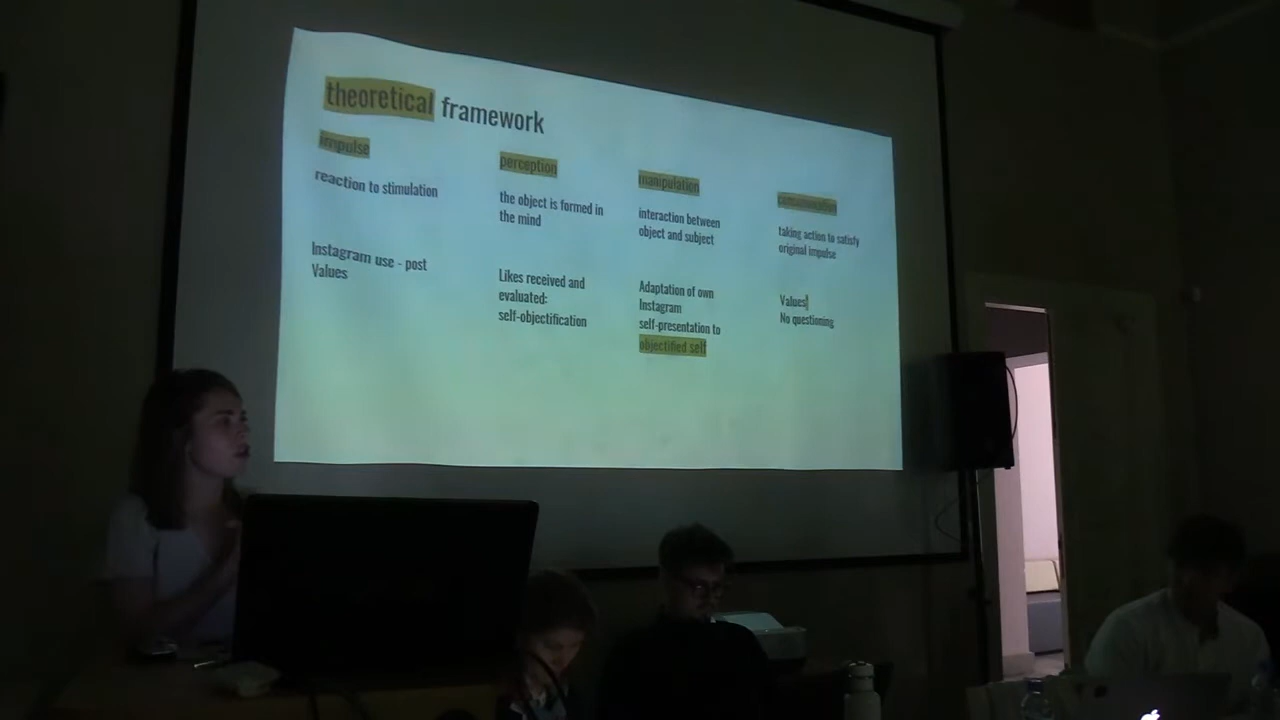 theoretical framework
impulse
reaction to stimulation
Instagram use - post
Values
perception
the object is formed in
the mind
Likes received and
evaluated:
self-objectification
manipulation
interaction between
object and subject
Adaptation of own
Instagram
self-presentation to
objectified self
consummation
taking action to satisfy
original impulse
Values
No questioning